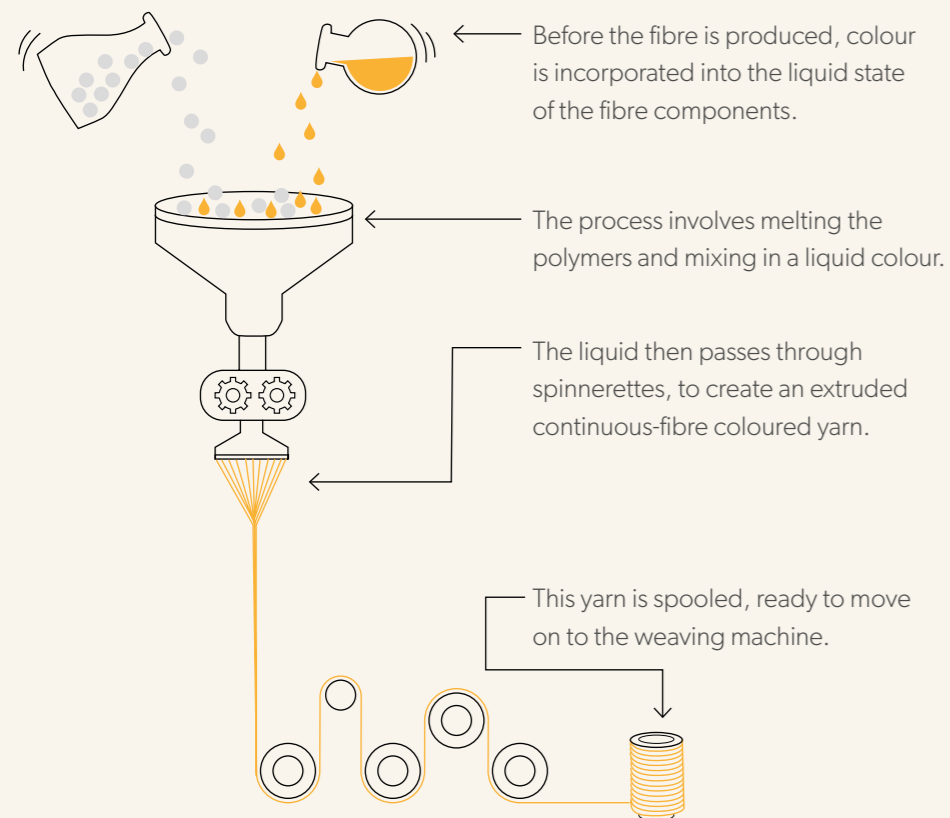 Before the fibre is produced, colour
is incorporated into the liquid state
of the fibre components.
The process involves melting the
polymers and mixing in a liquid colour.
The liquid then passes through
spinnerettes, to create an extruded
continuous-fibre coloured yarn.
This yarn is spooled, ready to move
on to the weaving machine.